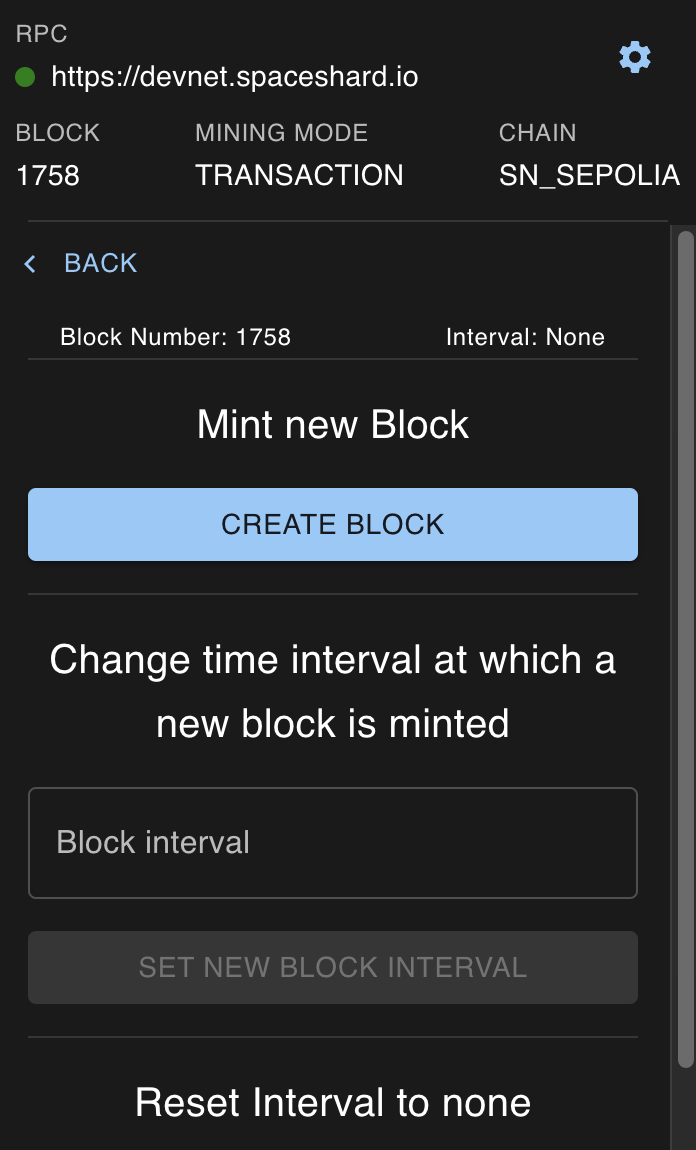 RPC
https://devnet.spaceshard.io
BLOCK MINING MODE CHAIN
1758 TRANSACTION SN_SEPOLIA
BACK
Block Number: 1758 Interval: None
Mint new Block
CREATE BLOCK
Change time interval at which a
new block is minted
Block interval
SET NEW BLOCK INTERVAL
Reset Interval to none